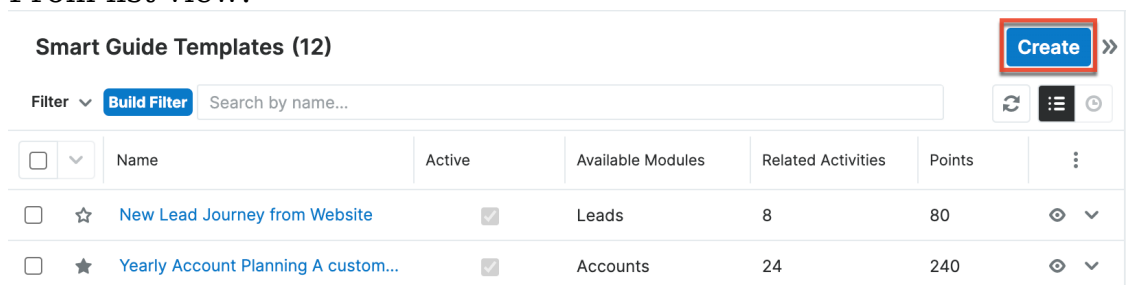 From list view:
Smart Guide Templates (12)
Create »
Filter Build Filter Search by name...
Name Active Available Modules Related Activities Points
New Lead Journey from Website Leads 8 80
Yearly Account Planning A custom... Accounts 24 240